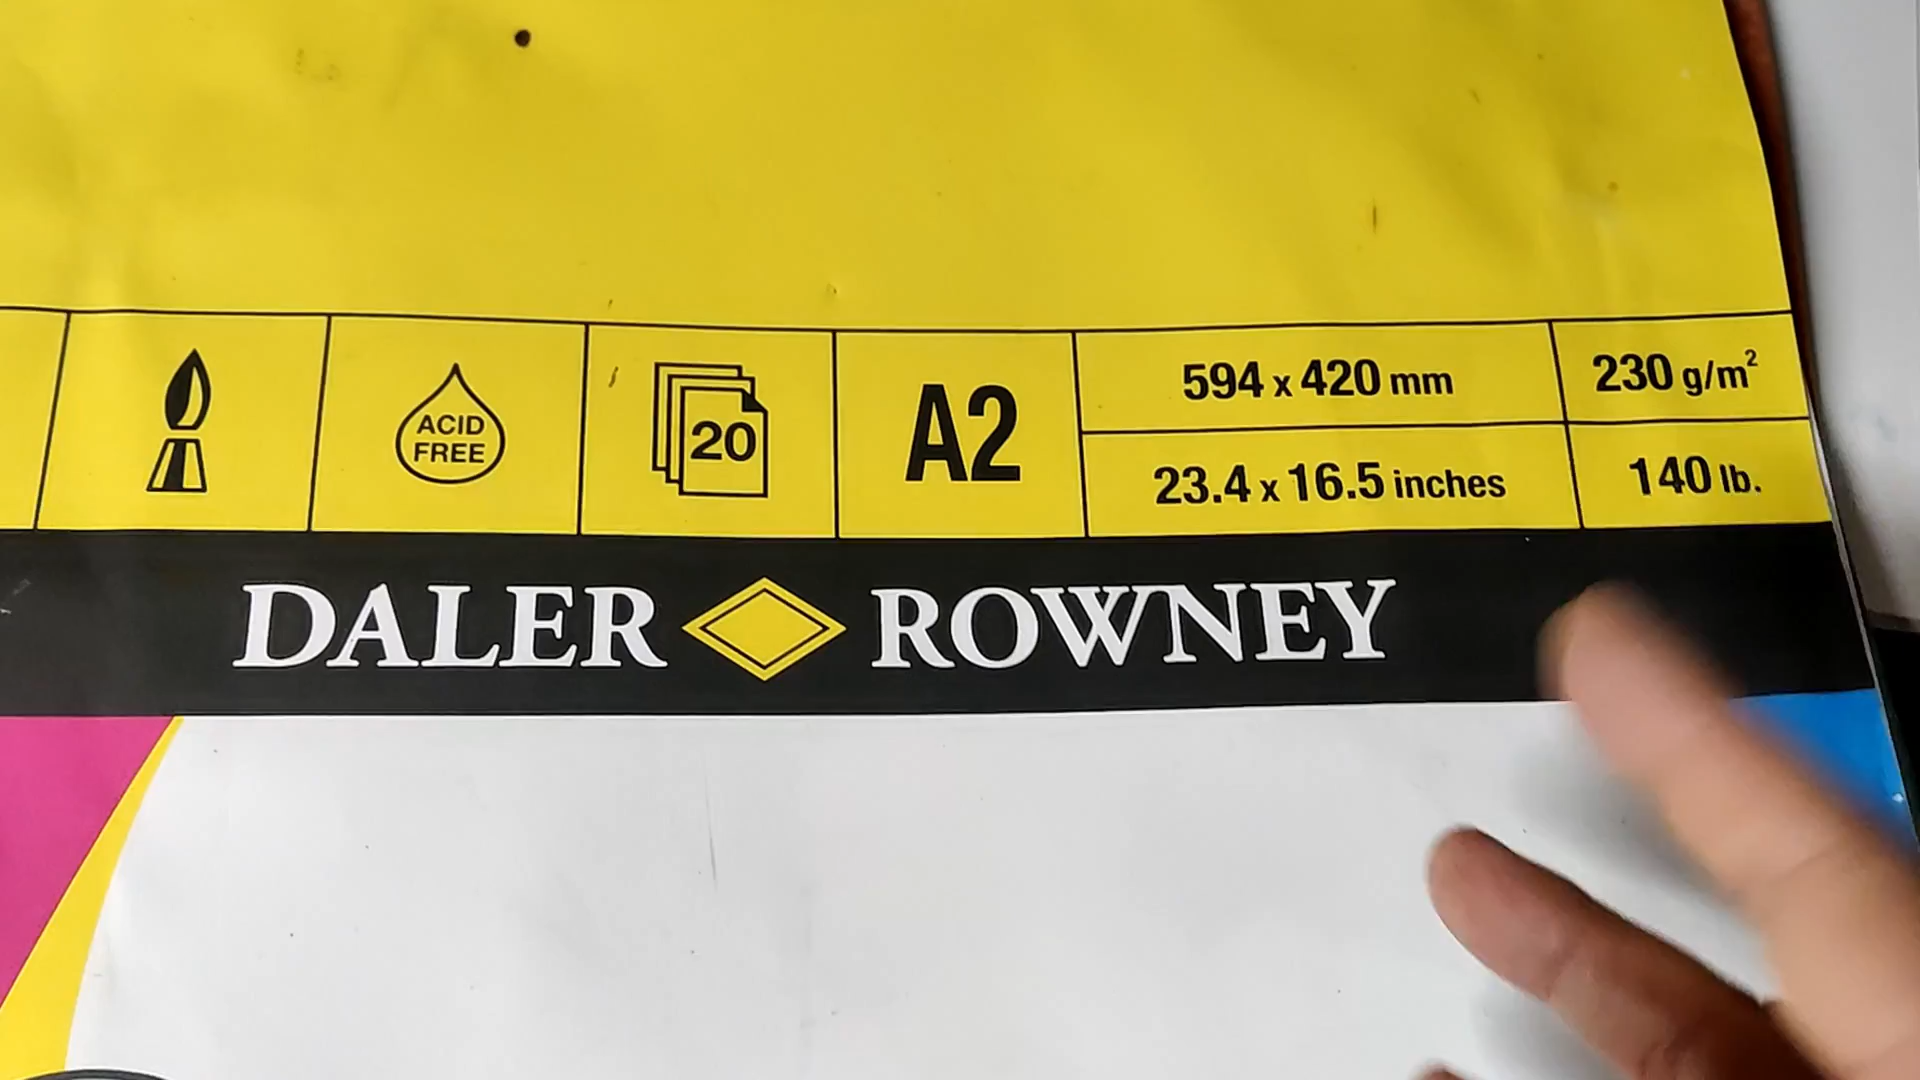 ACID
FREE
20
A2
594 x 420 mm
230 g/m²
23.4 x 16.5 inches
140 lb.
DALER ROWNEY